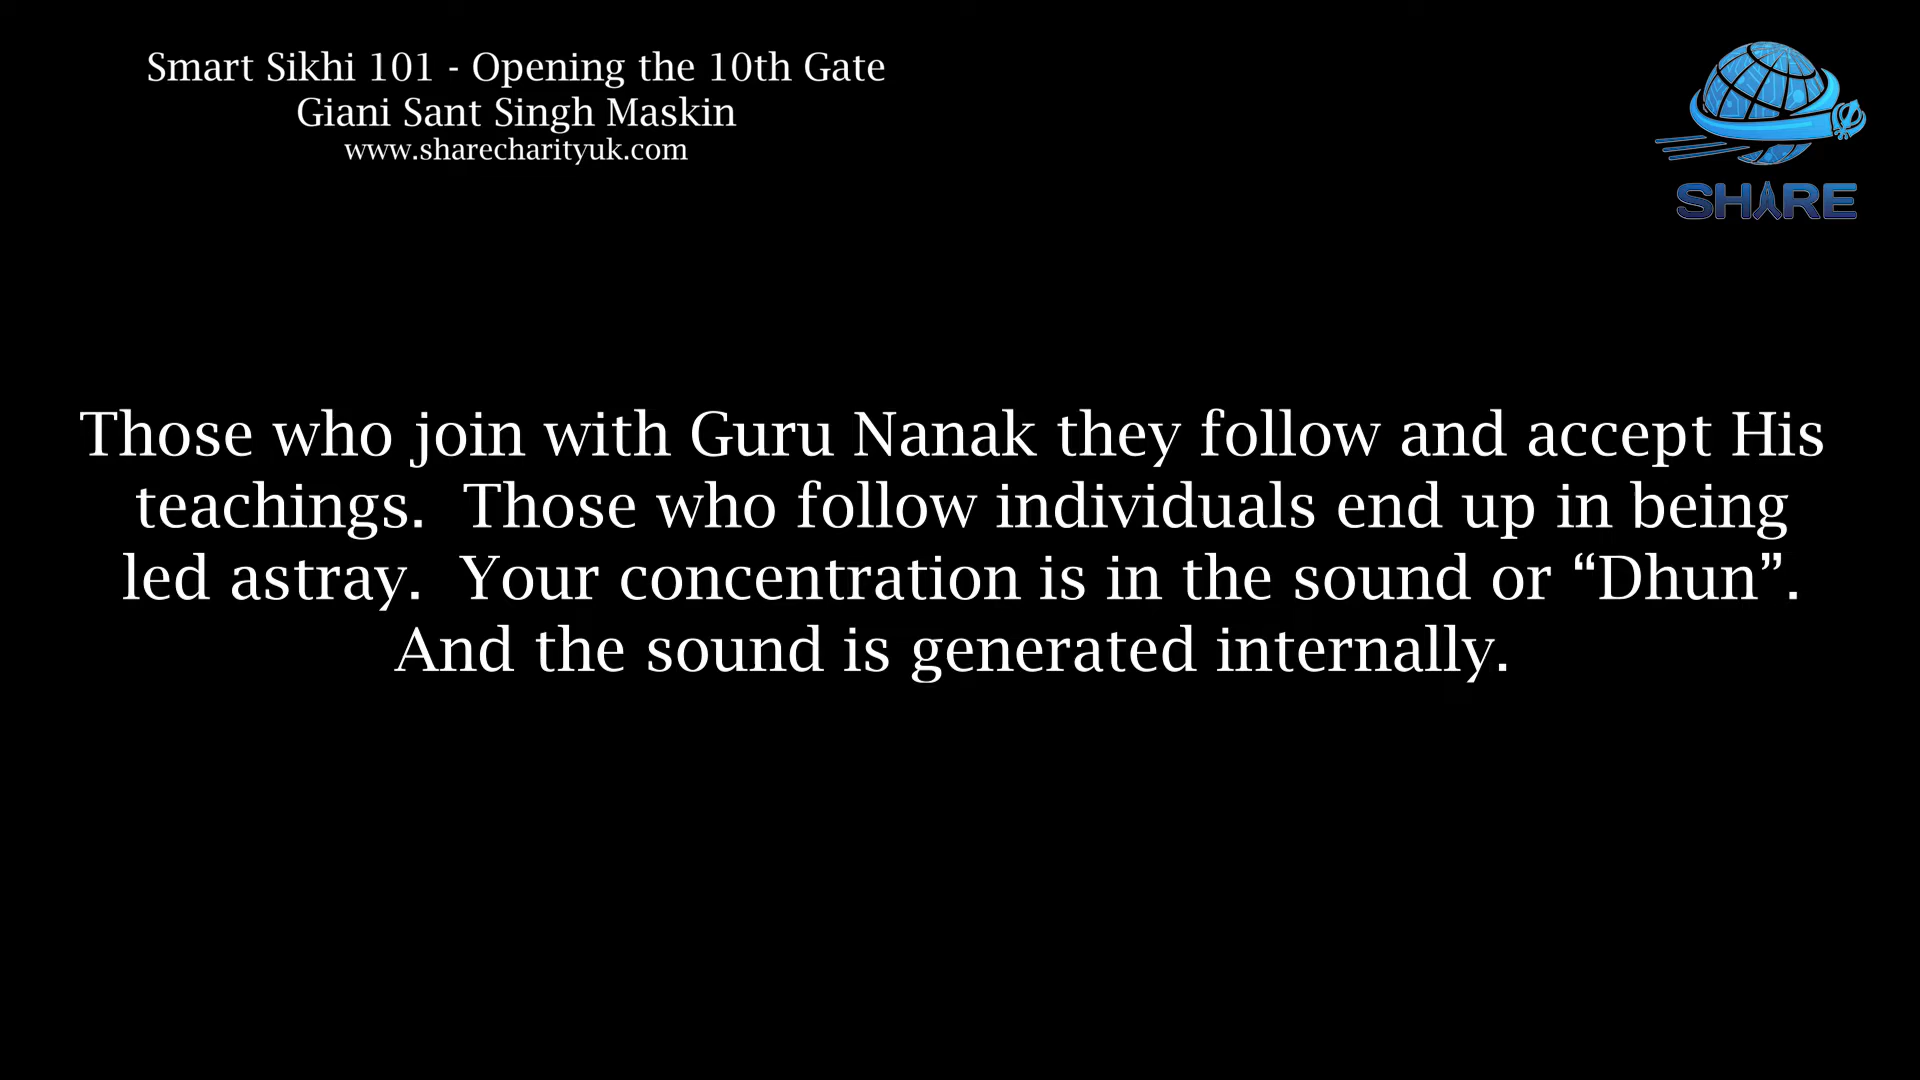 Smart Sikhi 101 - Opening the 10th Gate
Giani Sant Singh Maskin
www.sharecharityuk.com
SHARE
Those who join with Guru Nanak they follow and accept His
teachings.  Those who follow individuals end up in being
led astray.  Your concentration is in the sound or “Dhun”.
And the sound is generated internally.